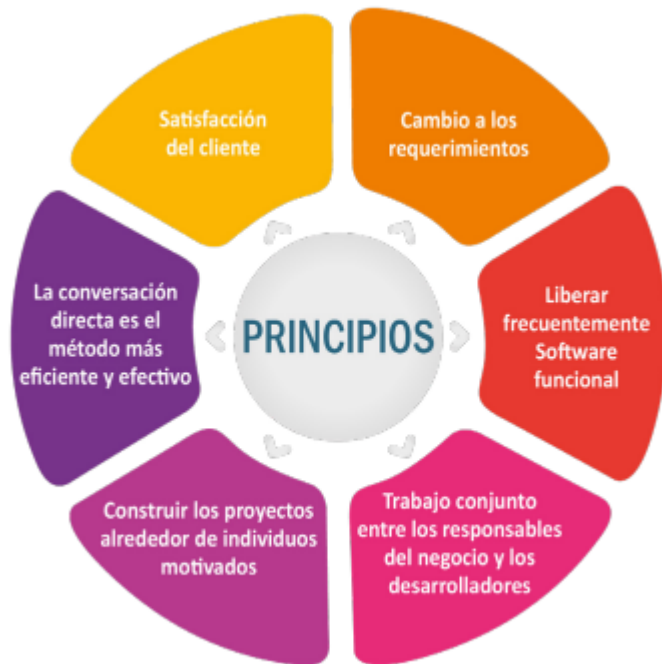 Satisfacción
del cliente
Cambio a los
requerimientos
La conversación
directa es el
método más
eficiente y efectivo
PRINCIPIOS
Liberar
frecuentemente
Software
funcional
Construir los proyectos
alrededor de individuos
motivados
Trabajo conjunto
entre los responsables
del negocio y los
desarrolladores